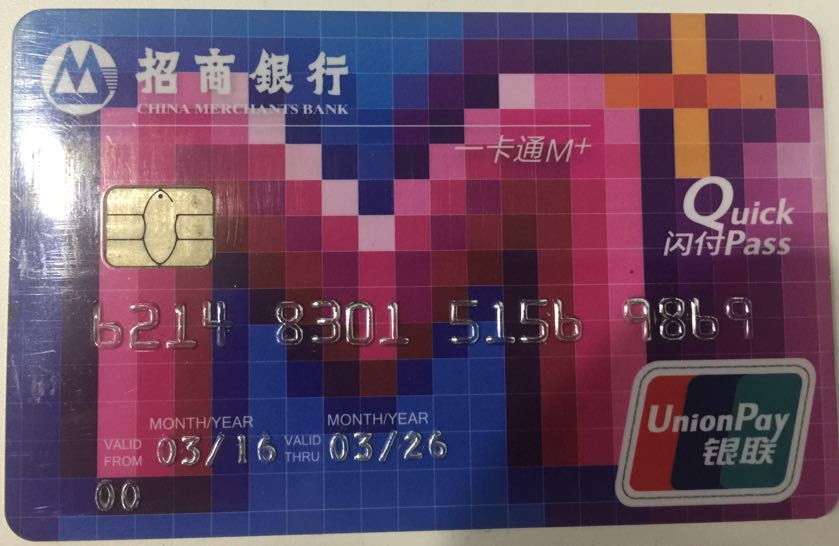 招商銀行
CHINA MERCHANTS BANK
一卡通M+
Quick
闪付Pass
6214 8301 5156 9869
MONTH/YEAR MONTH/YEAR
VALID FROM 03/16 VALID THRU 03/26
00
UnionPay
银联